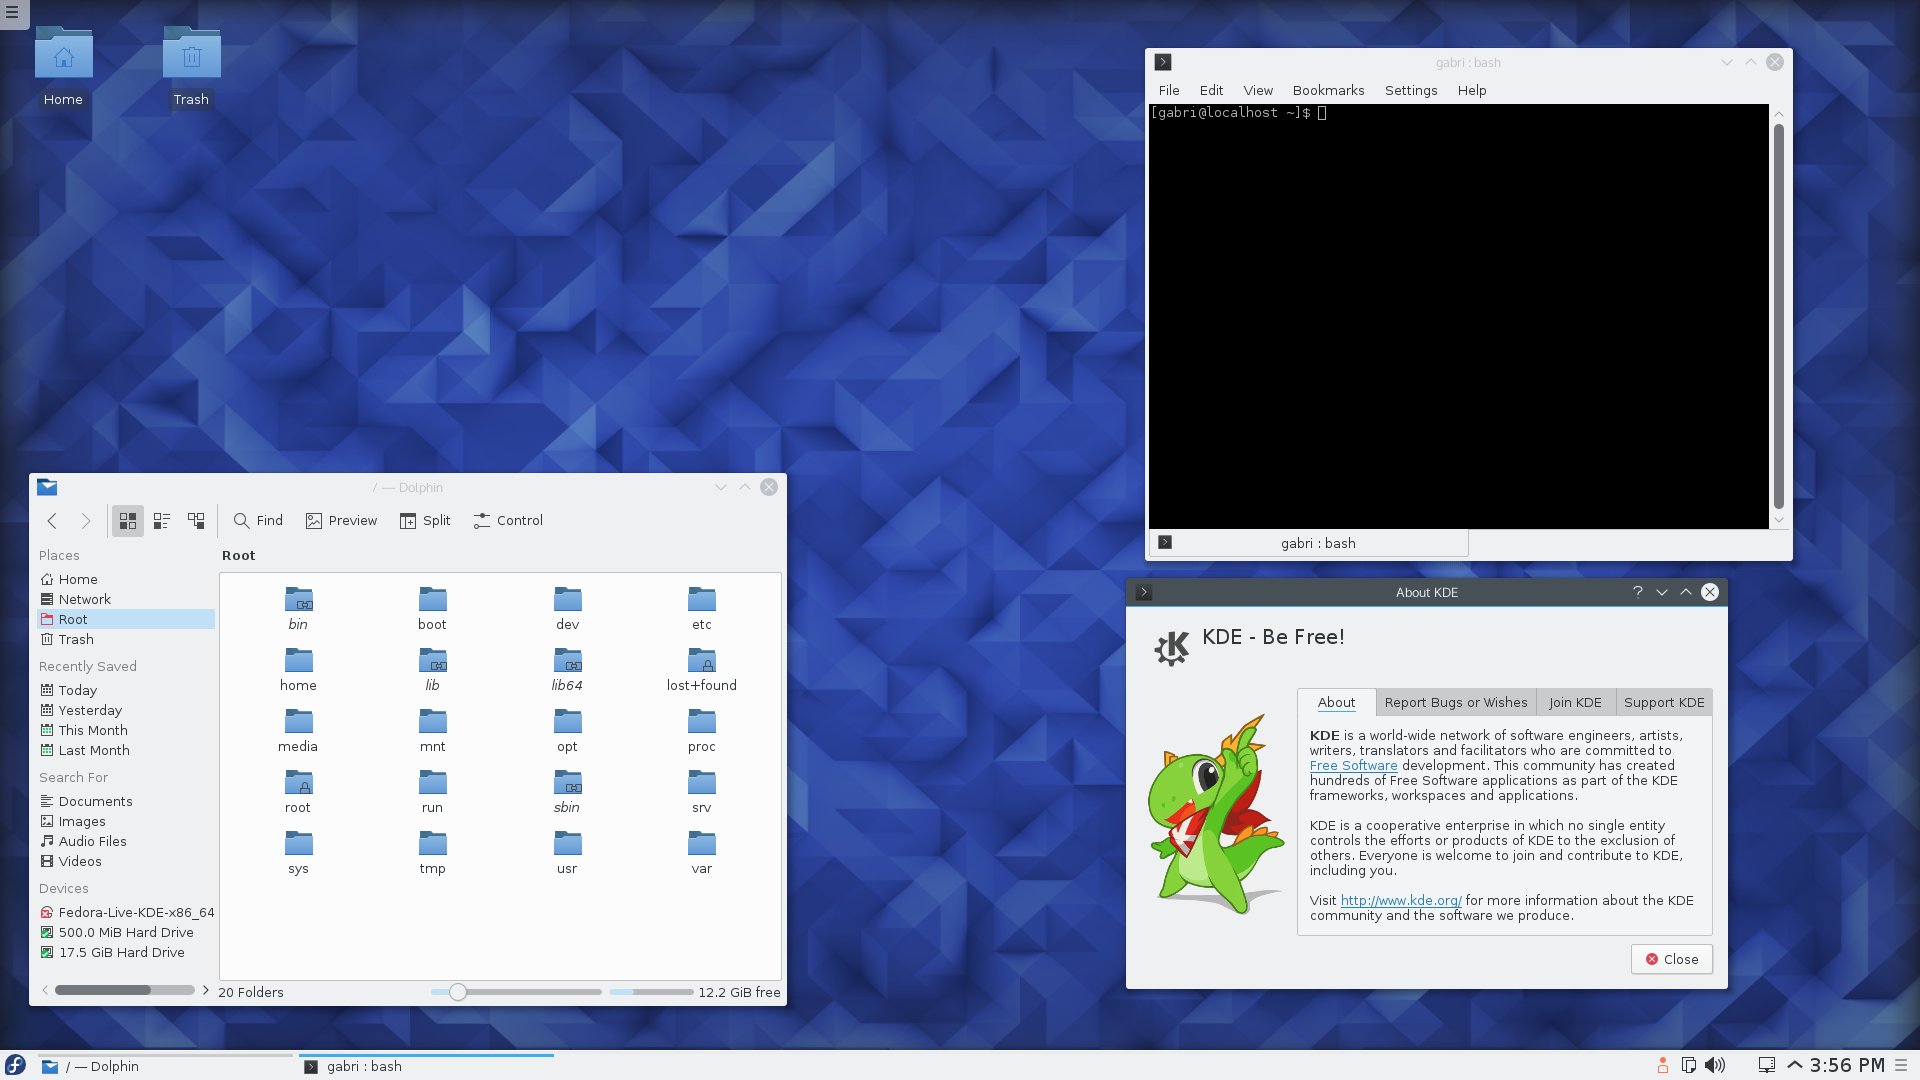 Home
Trash
gabri : bash
File Edit View Bookmarks Settings Help
[gabri@localhost ~]$
gabri : bash
/ — Dolphin
Find Preview Split Control
Places
Home
Network
Root
Trash
Recently Saved
Today
Yesterday
This Month
Last Month
Search For
Documents
Images
Audio Files
Videos
Devices
Fedora-Live-KDE-x86_64
500.0 MiB Hard Drive
17.5 GiB Hard Drive
Root
bin boot dev etc
home lib lib64 lost+found
media mnt opt proc
root run sbin srv
sys tmp usr var
20 Folders 12.2 GiB free
About KDE
KDE - Be Free!
About Report Bugs or Wishes Join KDE Support KDE
KDE is a world-wide network of software engineers, artists,
writers, translators and facilitators who are committed to
Free Software development. This community has created
hundreds of Free Software applications as part of the KDE
frameworks, workspaces and applications.
KDE is a cooperative enterprise in which no single entity
controls the efforts or products of KDE to the exclusion of
others. Everyone is welcome to join and contribute to KDE,
including you.
Visit http://www.kde.org/ for more information about the KDE
community and the software we produce.
Close
/ — Dolphin
gabri : bash
3:56 PM